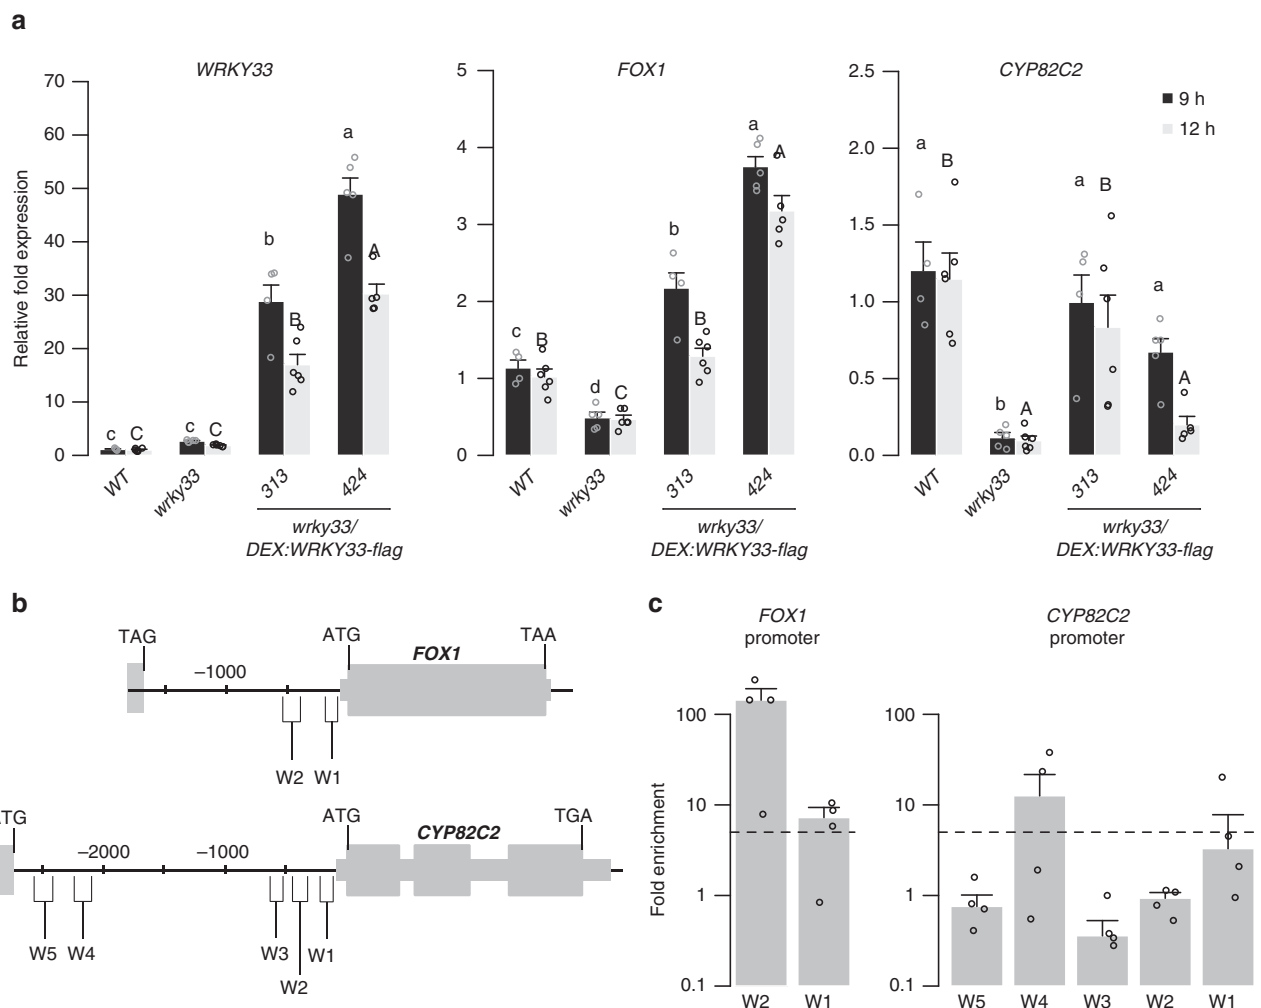 a
WRKY33
FOX1
CYP82C2
9 h
12 h
Relative fold expression
70
60
50
40
30
20
10
0
c
C
c
C
b
B
a
A
WT
wrky33
313
424
wrky33/
DEX:WRKY33-flag
5
4
3
2
1
0
c
B
d
C
b
B
a
A
WT
wrky33
313
424
wrky33/
DEX:WRKY33-flag
2.5
2.0
1.5
1.0
0.5
0.0
a
B
b
A
a
B
a
A
WT
wrky33
313
424
wrky33/
DEX:WRKY33-flag
b
TAG
ATG
TAA
FOX1
–1000
W2
W1
TG
ATG
TGA
CYP82C2
–2000
–1000
W5
W4
W3
W1
W2
c
FOX1
promoter
CYP82C2
promoter
Fold enrichment
100
10
1
0.1
W2
W1
100
10
1
0.1
W5
W4
W3
W2
W1